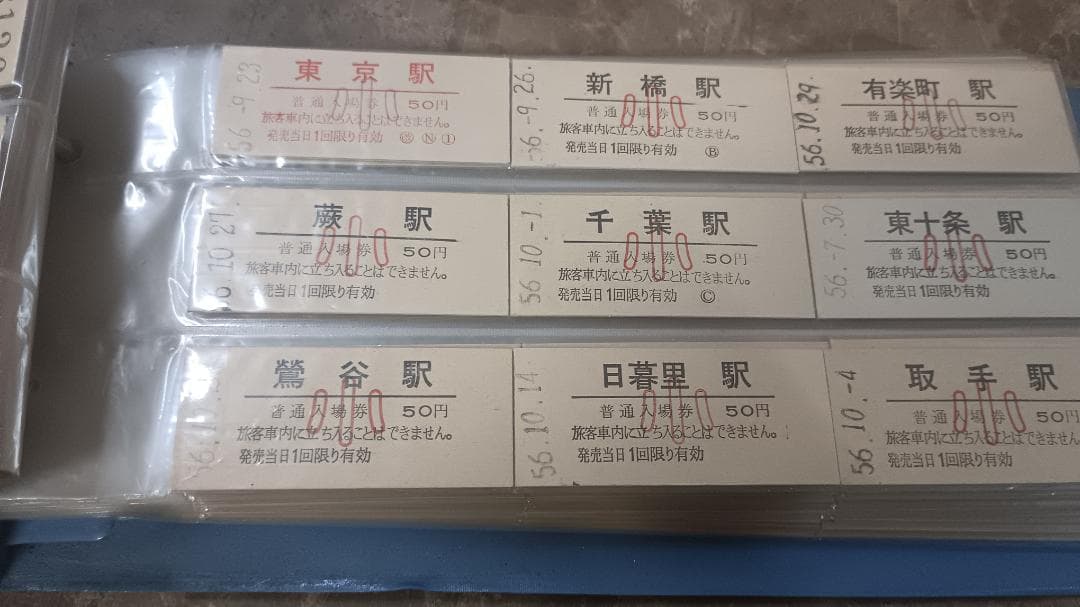 56.-9.23
東京駅
普通入場券 50円
旅客車内に立ち入ることはできません。
発売当日1回限り有効 Ⓝ ①
56.-9.26.
新橋駅
普通入場券 50円
旅客車内に立ち入ることはできません。
発売当日1回限り有効 Ⓑ
56.10.29.
有楽町駅
普通入場券 50円
旅客車内に立ち入ることはできません。
発売当日1回限り有効
10.27.
蕨駅
普通入場券 50円
旅客車内に立ち入ることはできません。
発売当日1回限り有効
56.10.-1.
千葉駅
普通入場券 50円
旅客車内に立ち入ることはできません。
発売当日1回限り有効 Ⓒ
56.-7.30.
東十条駅
普通入場券 50円
旅客車内に立ち入ることはできません。
発売当日1回限り有効
鶯谷駅
普通入場券 50円
旅客車内に立ち入ることはできません。
発売当日1回限り有効
56.10.14
日暮里駅
普通入場券 50円
旅客車内に立ち入ることはできません。
発売当日1回限り有効
56.10.-4
取手駅
普通入場券 50円
旅客車内に立ち入ることはできません
発売当日1回限り有効